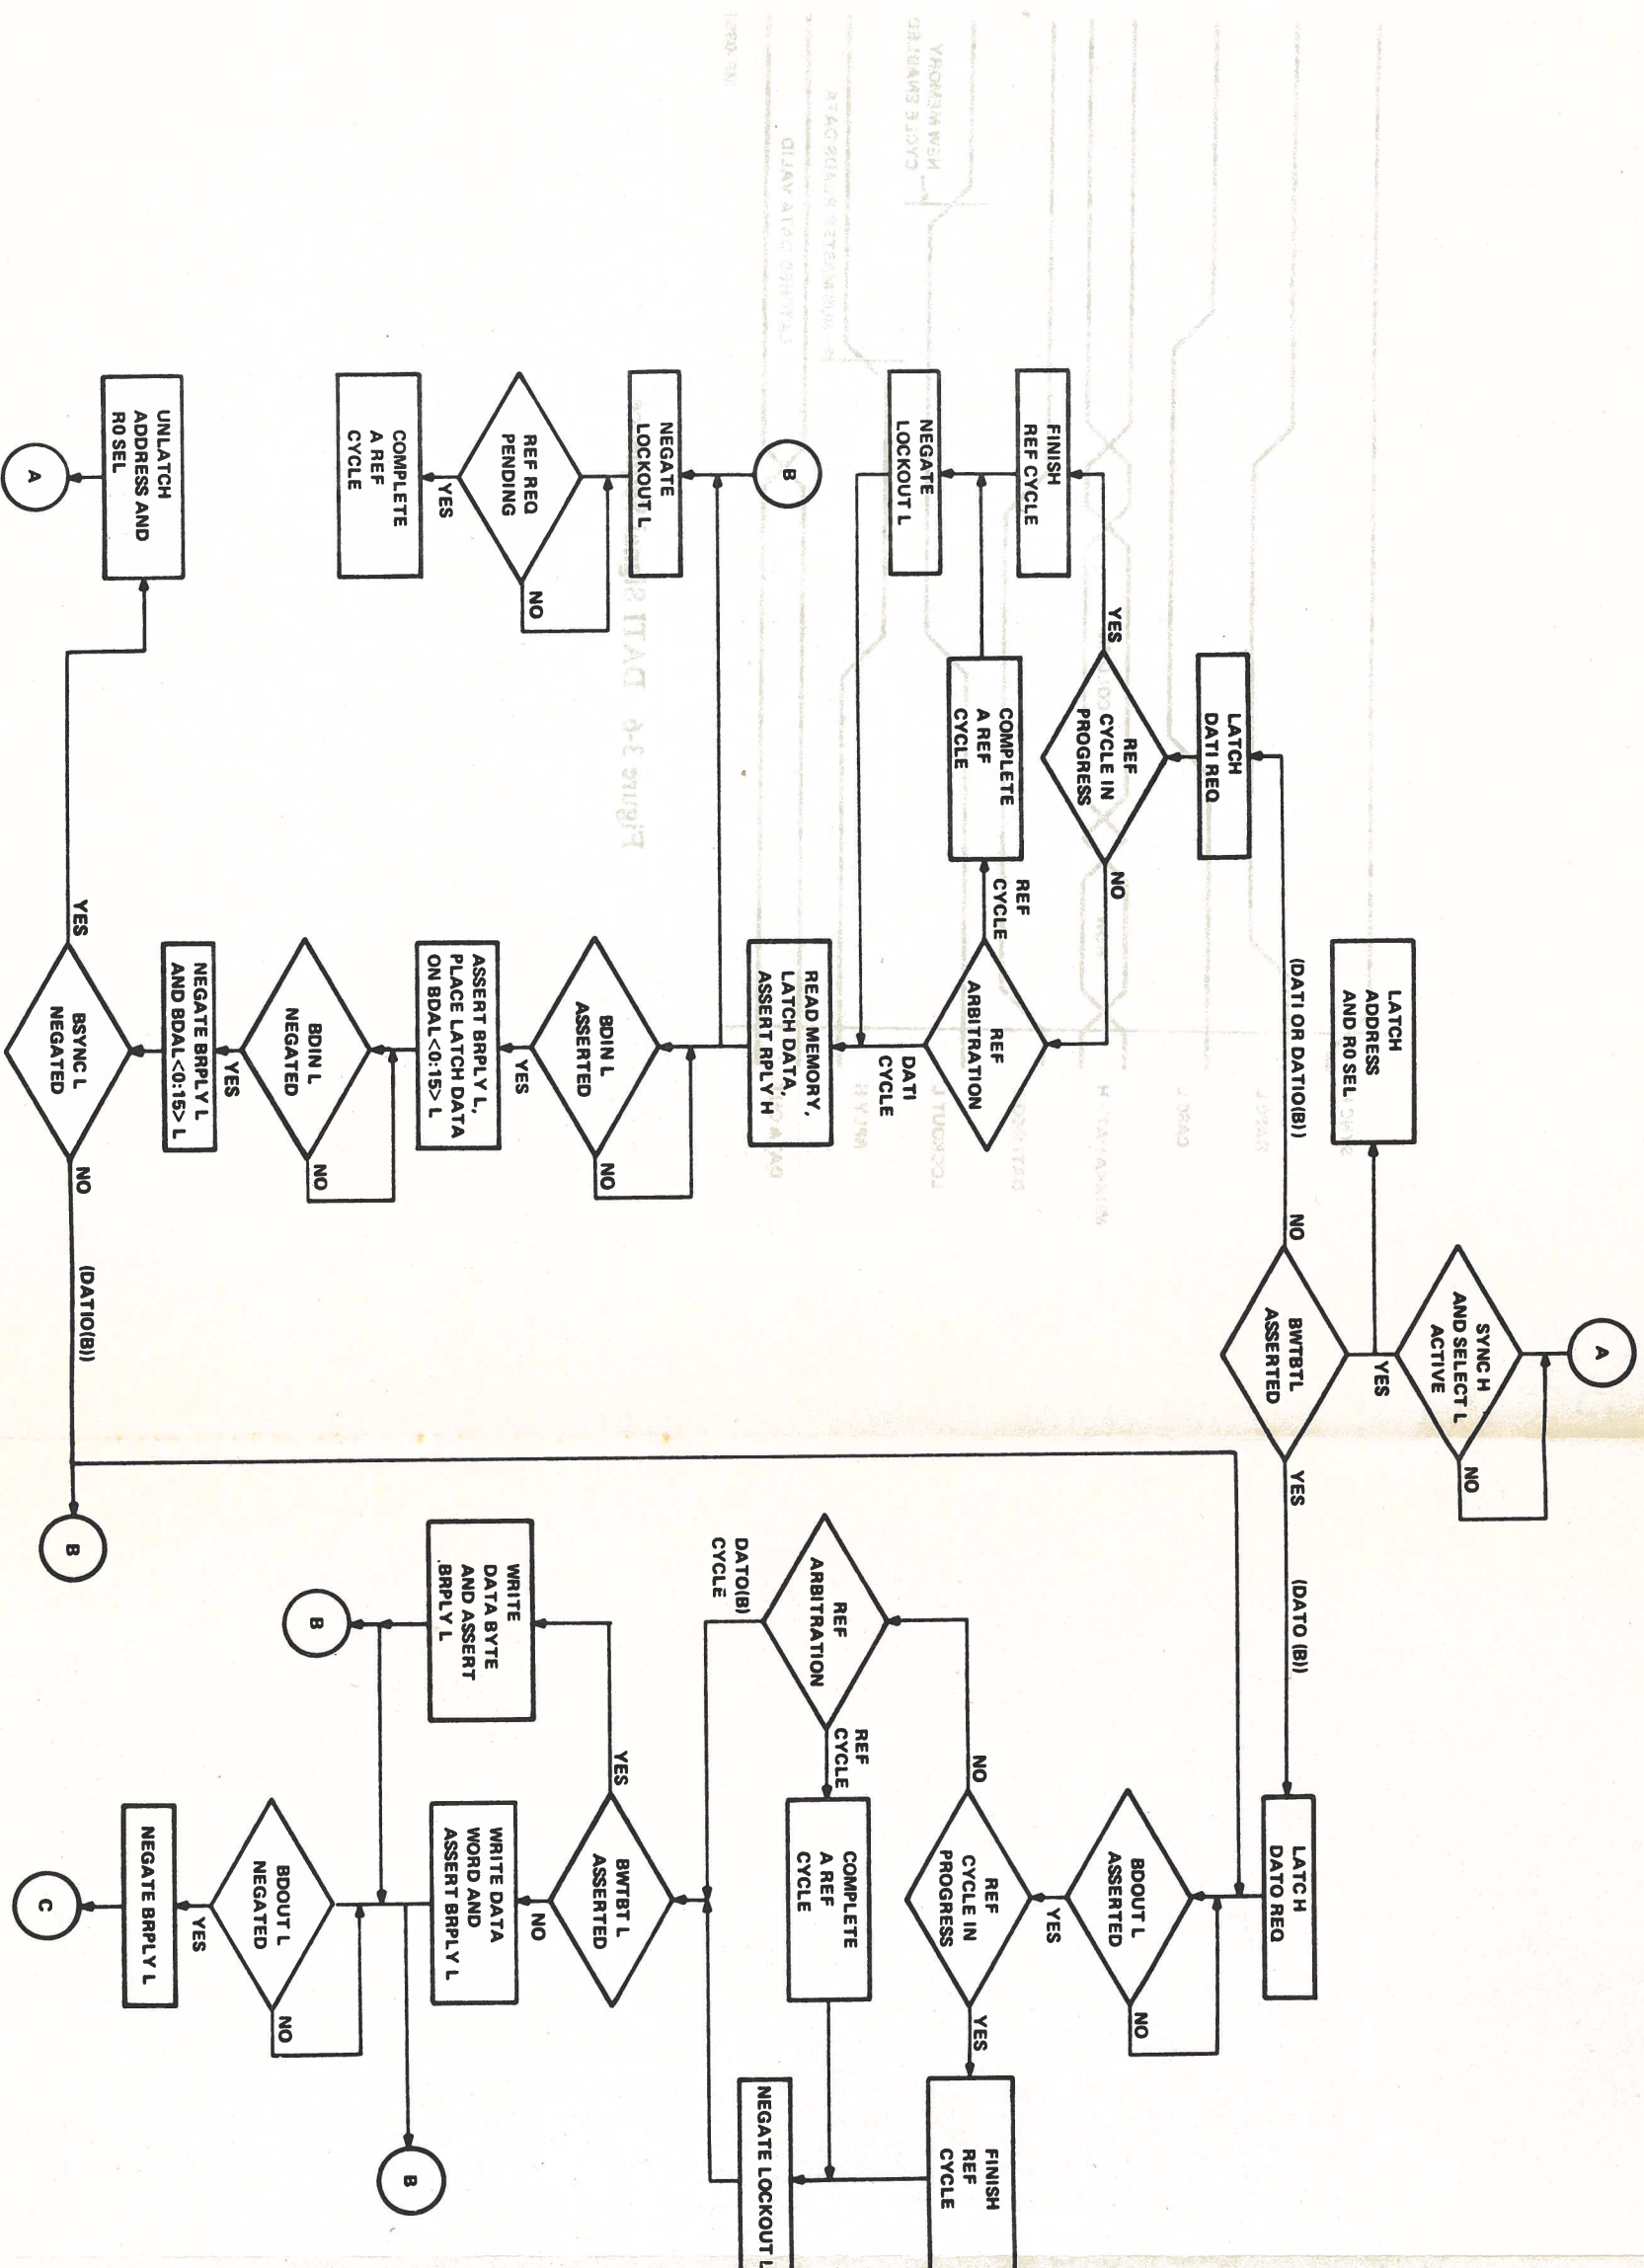 A
SYNC H
AND SELECT L
ACTIVE
NO
YES
LATCH
ADDRESS
AND R0 SEL
BWTBTL
ASSERTED
NO
(DATI OR DATIO(B))
YES
(DATO (B))
LATCH
DATI REQ
REF
CYCLE IN
PROGRESS
YES
NO
FINISH
REF CYCLE
REF
ARBITRATION
REF
CYCLE
COMPLETE
A REF
CYCLE
NEGATE
LOCKOUT L
DATI
CYCLE
READ MEMORY,
LATCH DATA,
ASSERT RPLY H
B
NEGATE
LOCKOUT L
REF REQ
PENDING
NO
YES
COMPLETE
A REF
CYCLE
BDIN L
ASSERTED
NO
YES
ASSERT BRPLY L,
PLACE LATCH DATA
ON BDAL <0:15> L
BDIN L
NEGATED
NO
YES
NEGATE BRPLY L
AND BDAL <0:15> L
BSYNC L
NEGATED
YES
NO
(DATIO(B))
UNLATCH
ADDRESS AND
R0 SEL
A
B
LATCH
DATO REQ
BDOUT L
ASSERTED
NO
YES
REF
CYCLE IN
PROGRESS
NO
YES
FINISH
REF
CYCLE
REF
ARBITRATION
REF
CYCLE
COMPLETE
A REF
CYCLE
NEGATE LOCKOUT L
DATO(B)
CYCLE
BWTBT L
ASSERTED
YES
NO
WRITE
DATA BYTE
AND ASSERT
BRPLY L
WRITE DATA
WORD AND
ASSERT BRPLY L
B
B
BDOUT L
NEGATED
NO
YES
NEGATE BRPLY L
C